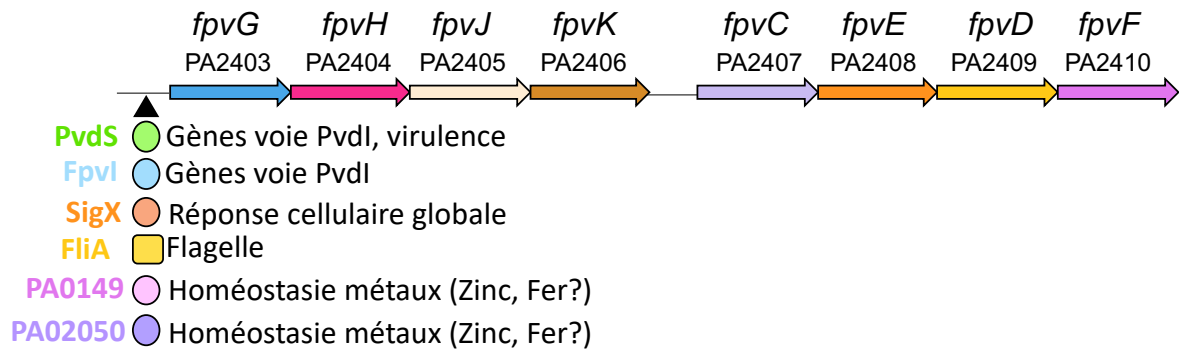 fpvG fpvH fpvJ fpvK fpvC fpvE fpvD fpvF
PA2403 PA2404 PA2405 PA2406 PA2407 PA2408 PA2409 PA2410
PvdS Gènes voie PvdI, virulence
FpvI Gènes voie PvdI
SigX Réponse cellulaire globale
FliA Flagelle
PA0149 Homéostasie métaux (Zinc, Fer?)
PA02050 Homéostasie métaux (Zinc, Fer?)